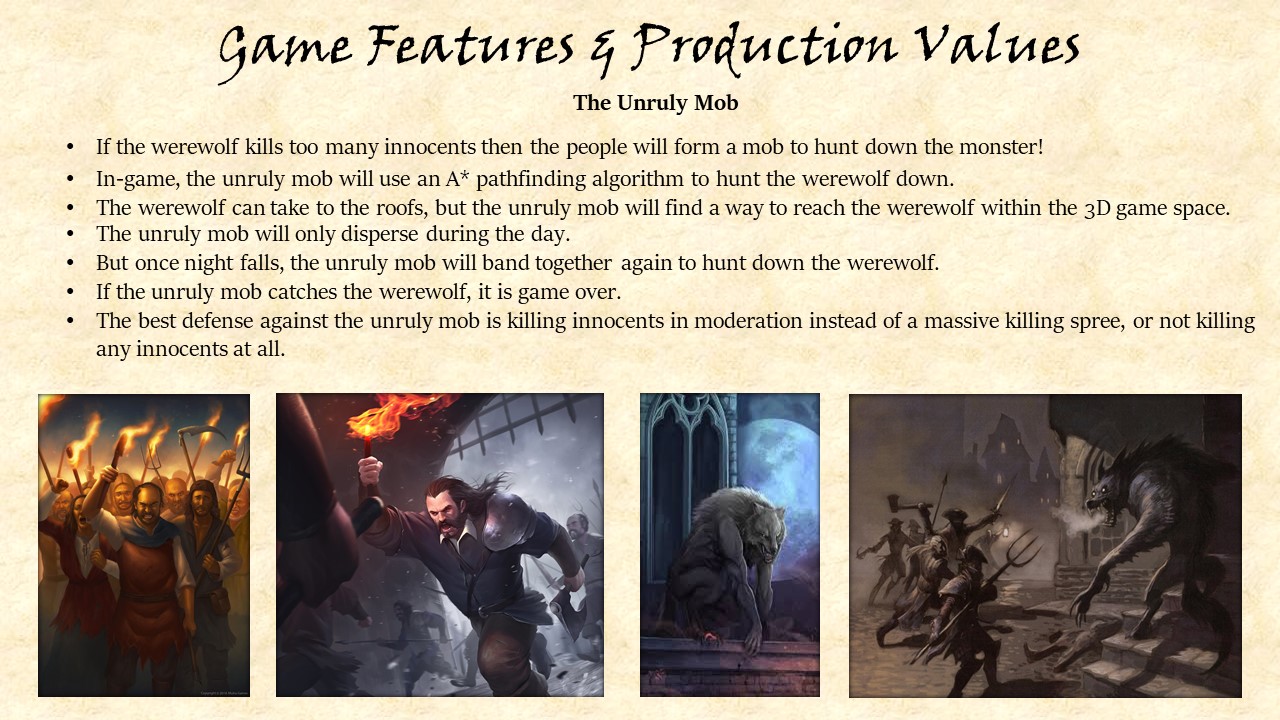 Game Features & Production Values
The Unruly Mob
• If the werewolf kills too many innocents then the people will form a mob to hunt down the monster!
• In-game, the unruly mob will use an A* pathfinding algorithm to hunt the werewolf down.
• The werewolf can take to the roofs, but the unruly mob will find a way to reach the werewolf within the 3D game space.
• The unruly mob will only disperse during the day.
• But once night falls, the unruly mob will band together again to hunt down the werewolf.
• If the unruly mob catches the werewolf, it is game over.
• The best defense against the unruly mob is killing innocents in moderation instead of a massive killing spree, or not killing
any innocents at all.